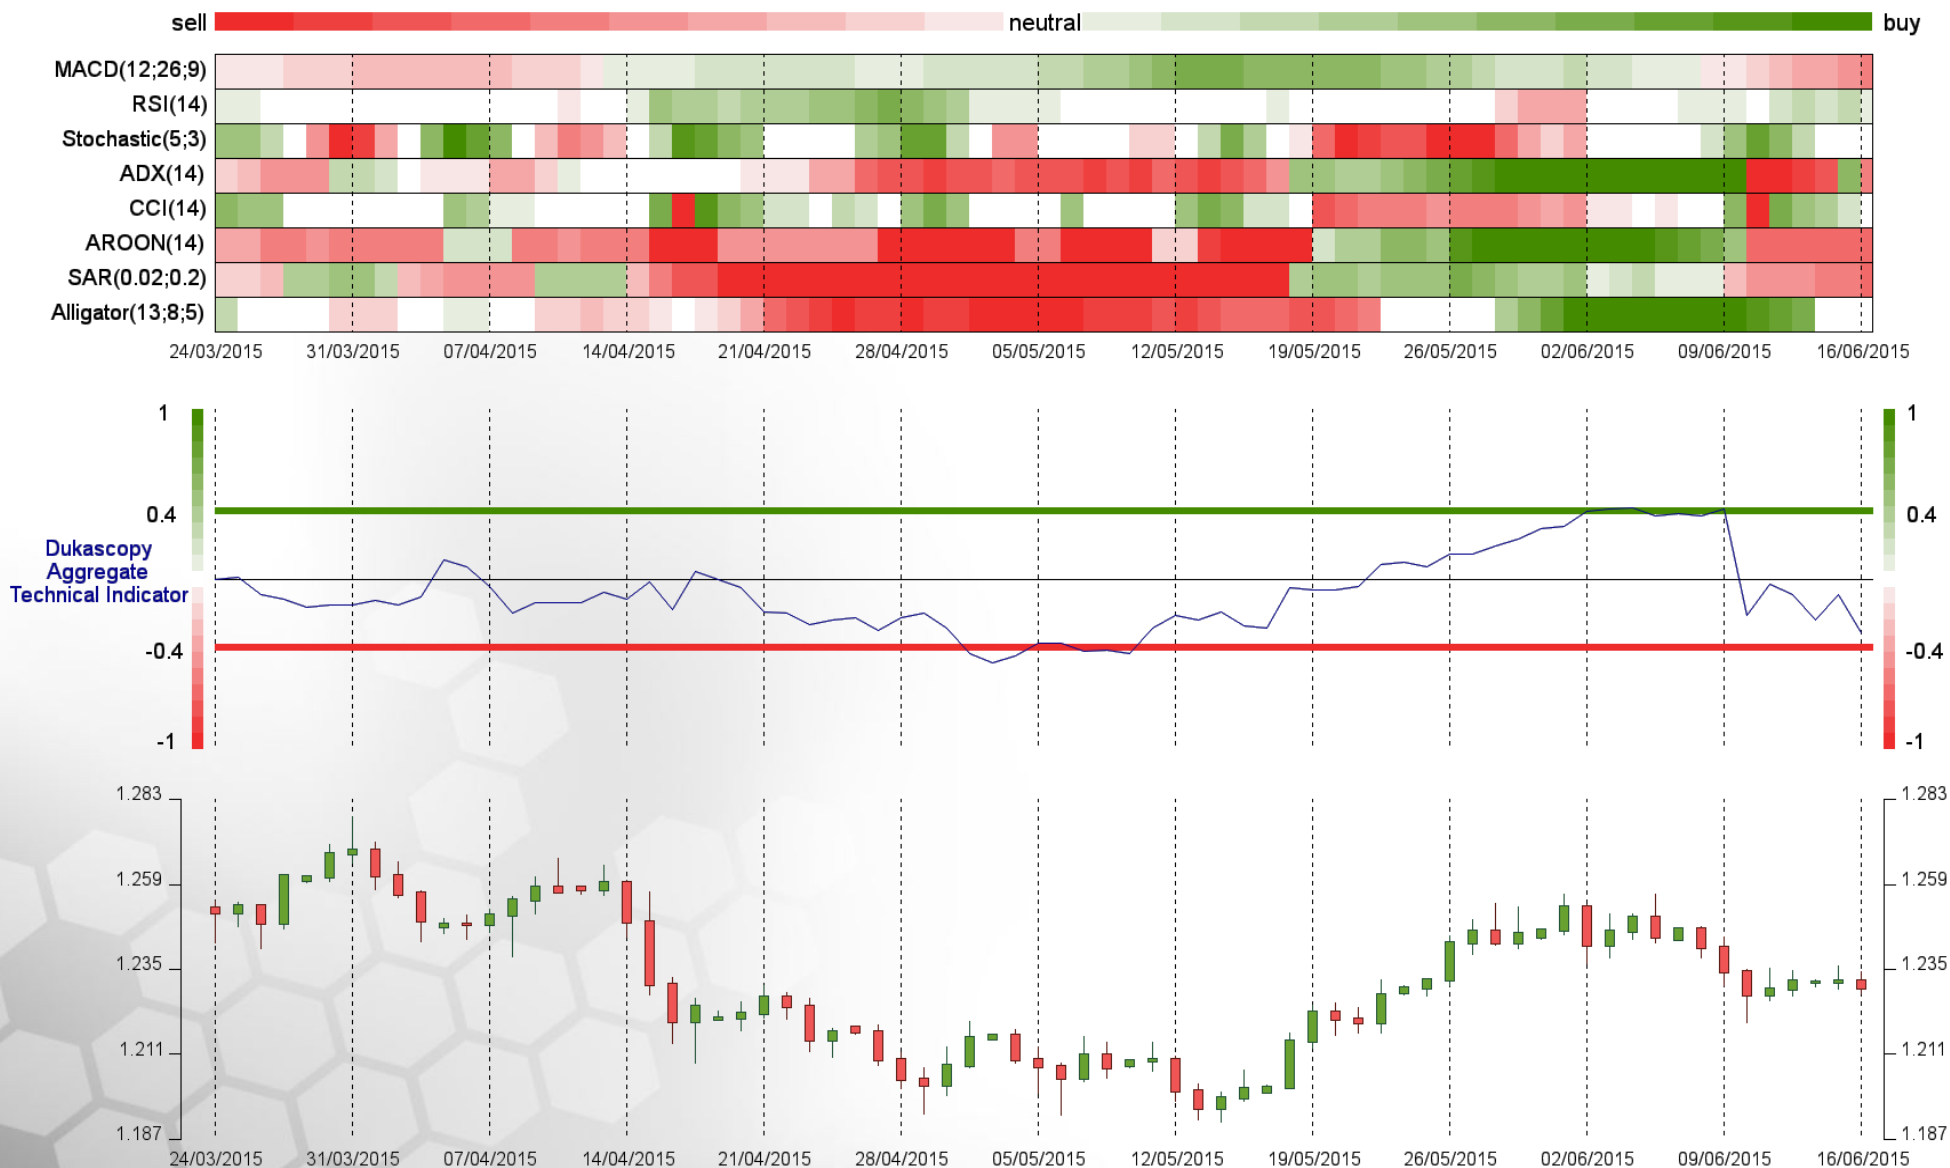 sell neutral buy
MACD(12;26;9)
RSI(14)
Stochastic(5;3)
ADX(14)
CCI(14)
AROON(14)
SAR(0.02;0.2)
Alligator(13;8;5)
24/03/2015 31/03/2015 07/04/2015 14/04/2015 21/04/2015 28/04/2015 05/05/2015 12/05/2015 19/05/2015 26/05/2015 02/06/2015 09/06/2015 16/06/2015
1 1
0.4 0.4
Dukascopy
Aggregate
Technical Indicator
-0.4 -0.4
-1 -1
1.283 1.283
1.259 1.259
1.235 1.235
1.211 1.211
1.187 1.187
24/03/2015 31/03/2015 07/04/2015 14/04/2015 21/04/2015 28/04/2015 05/05/2015 12/05/2015 19/05/2015 26/05/2015 02/06/2015 09/06/2015 16/06/2015